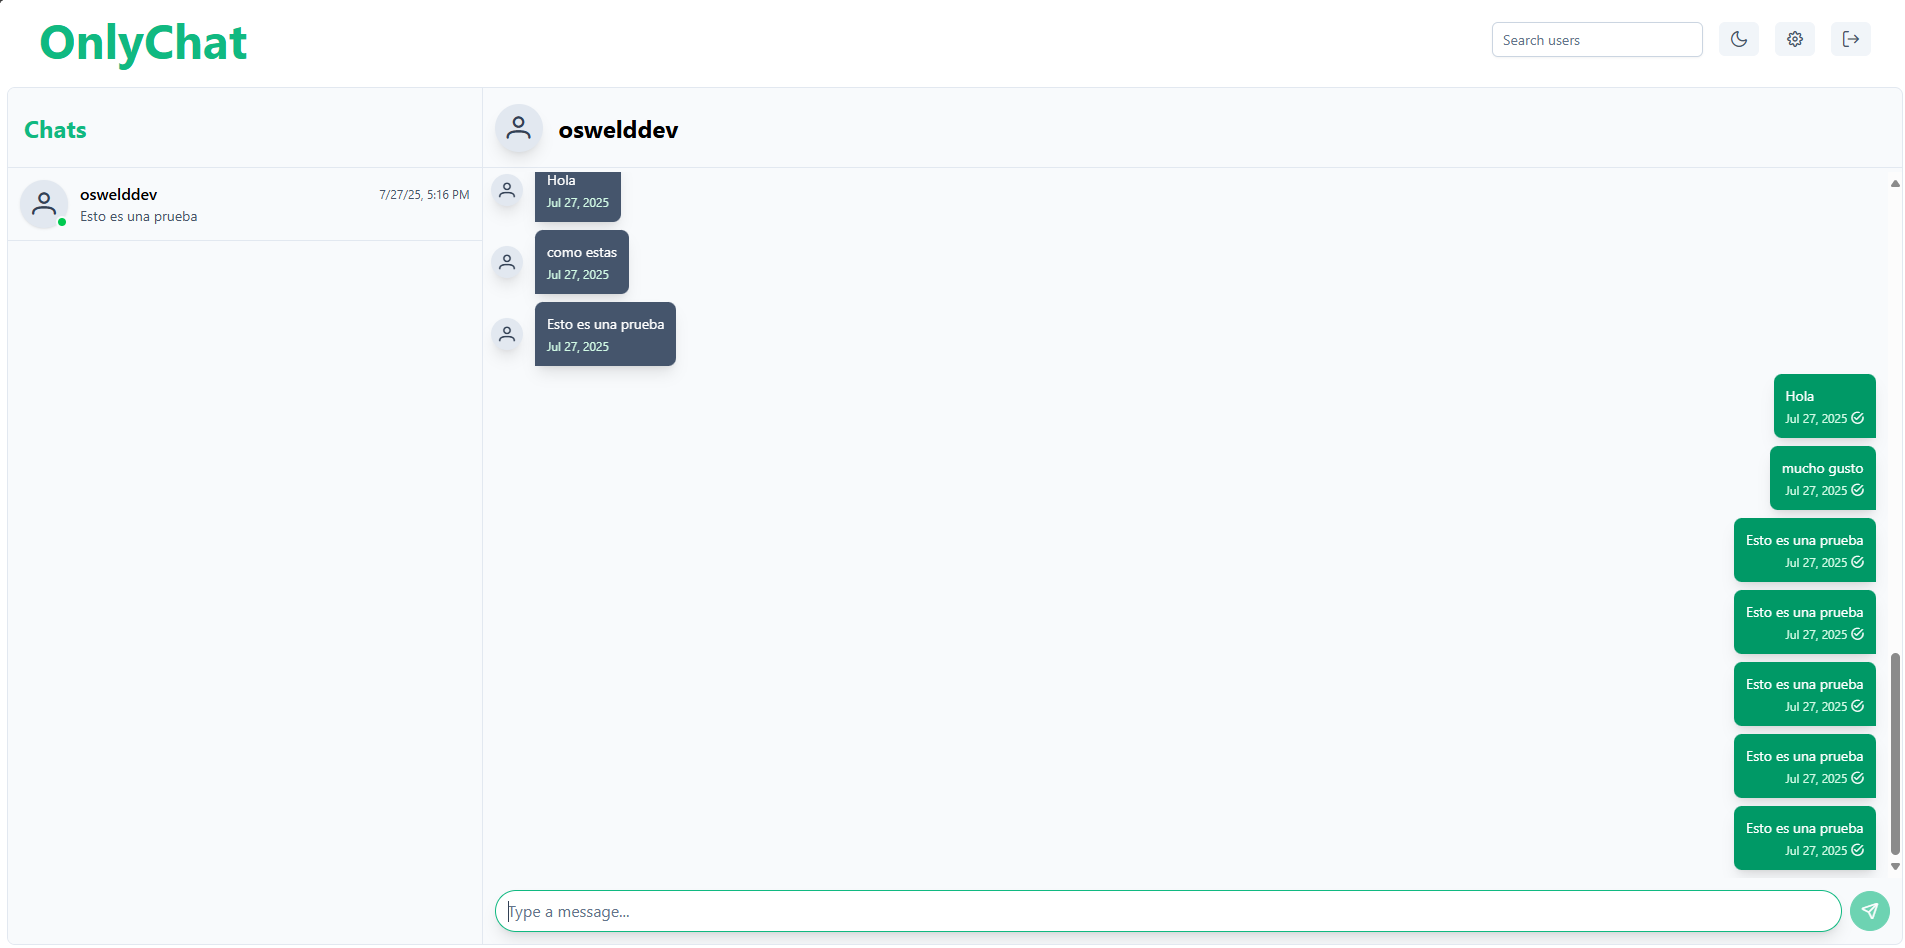 OnlyChat
Search users
Chats
oswelddev
7/27/25, 5:16 PM
Esto es una prueba
oswelddev
Hola
Jul 27, 2025
como estas
Jul 27, 2025
Esto es una prueba
Jul 27, 2025
Hola
Jul 27, 2025
mucho gusto
Jul 27, 2025
Esto es una prueba
Jul 27, 2025
Esto es una prueba
Jul 27, 2025
Esto es una prueba
Jul 27, 2025
Esto es una prueba
Jul 27, 2025
Esto es una prueba
Jul 27, 2025
Type a message...